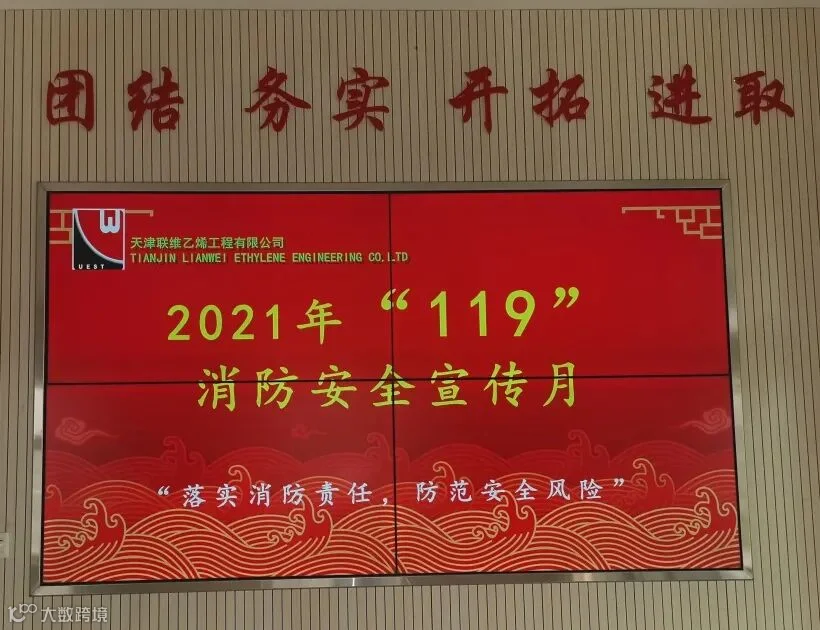 团结 务实 开拓 进取
W
UEST
天津联维乙烯工程有限公司
TIANJIN LIANWEI ETHYLENE ENGINEERING CO.LTD
2021年“119”
消防安全宣传月
“落实消防责任，防范安全风险”
大数跨境